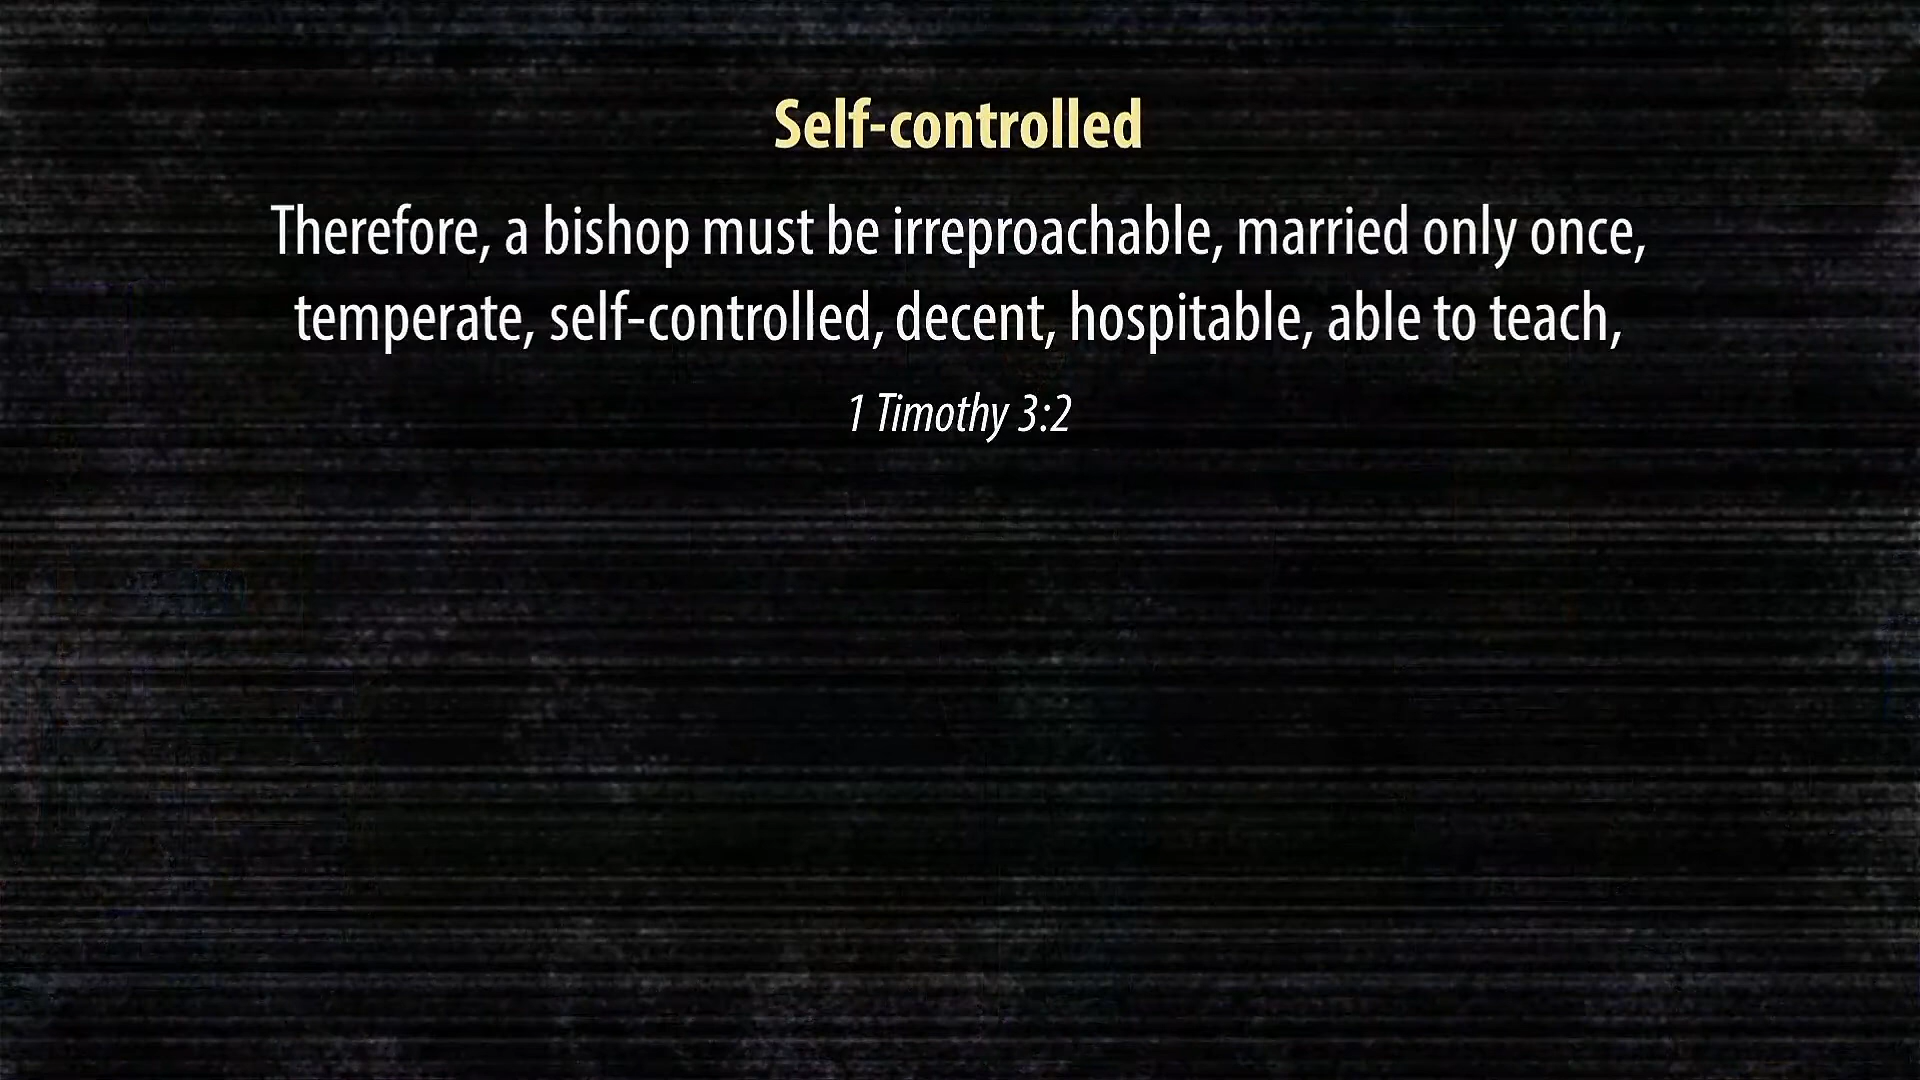 Self-controlled
Therefore, a bishop must be irreproachable, married only once,
temperate, self-controlled, decent, hospitable, able to teach,
1 Timothy 3:2